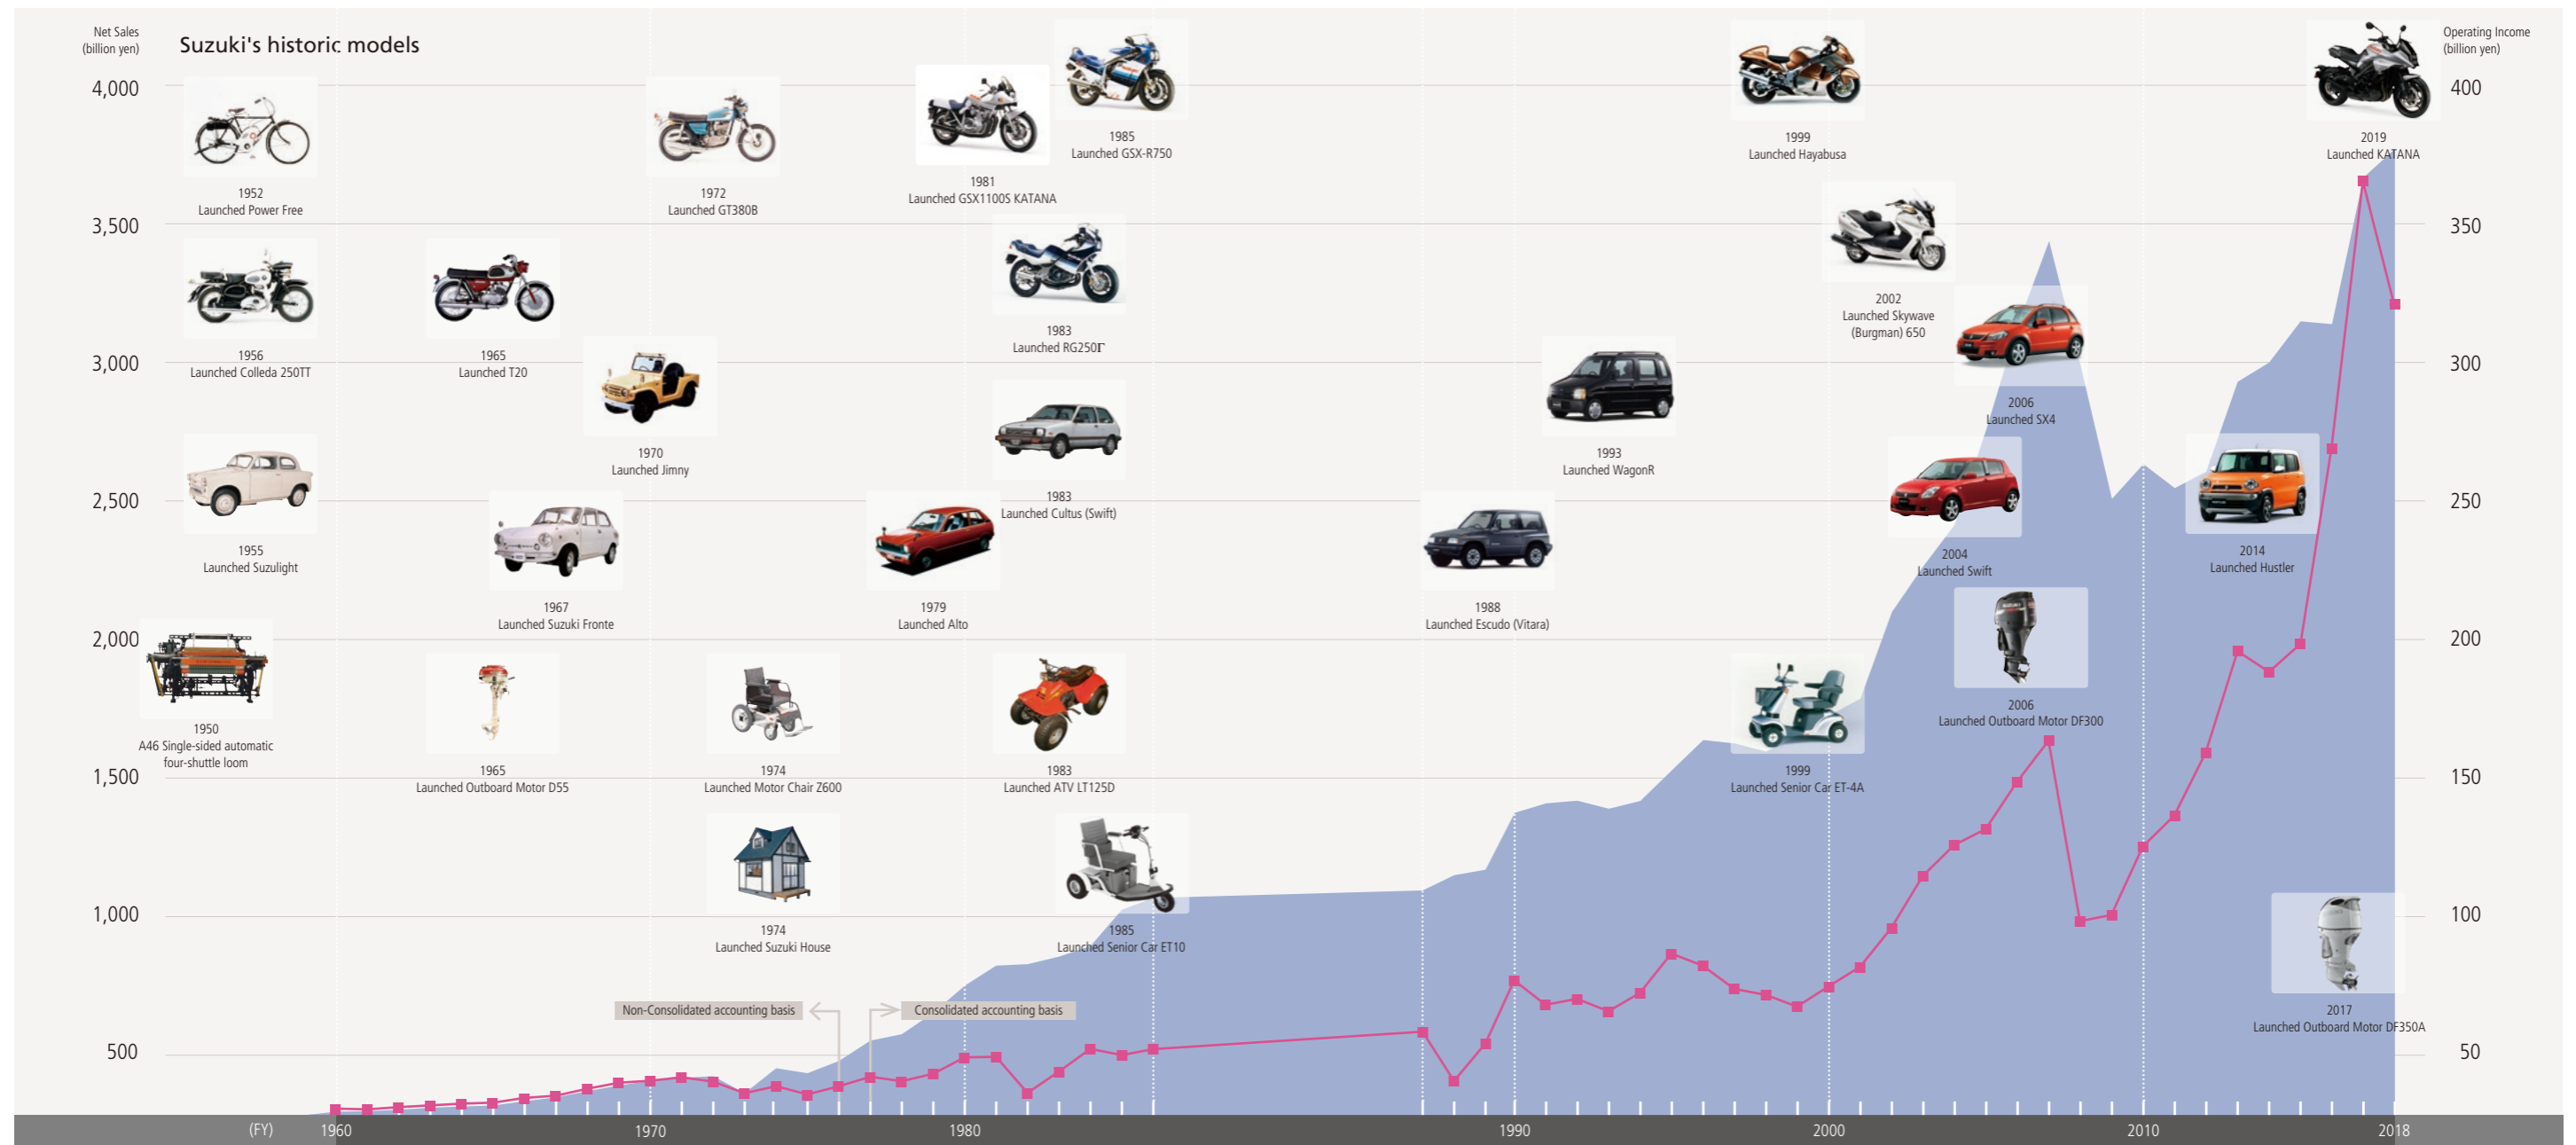 Net Sales
(billion yen)
Suzuki's historic models
Operating Income
(billion yen)
4,000
3,500
3,000
2,500
2,000
1,500
1,000
500
400
350
300
250
200
150
100
50
1952
Launched Power Free
1972
Launched GT380B
1981
Launched GSX1100S KATANA
1985
Launched GSX-R750
1999
Launched Hayabusa
2019
Launched KATANA
1956
Launched Colleda 250TT
1965
Launched T20
1970
Launched Jimny
1983
Launched RG250Γ
2002
Launched Skywave
(Burgman) 650
2006
Launched SX4
1955
Launched Suzulight
1967
Launched Suzuki Fronte
1979
Launched Alto
1983
Launched Cultus (Swift)
1988
Launched Escudo (Vitara)
1993
Launched WagonR
2004
Launched Swift
2014
Launched Hustler
1950
A46 Single-sided automatic
four-shuttle loom
1965
Launched Outboard Motor D55
1974
Launched Motor Chair Z600
1983
Launched ATV LT125D
1999
Launched Senior Car ET-4A
2006
Launched Outboard Motor DF300
1974
Launched Suzuki House
1985
Launched Senior Car ET10
2017
Launched Outboard Motor DF350A
Non-Consolidated accounting basis
Consolidated accounting basis
(FY)
1960
1970
1980
1990
2000
2010
2018